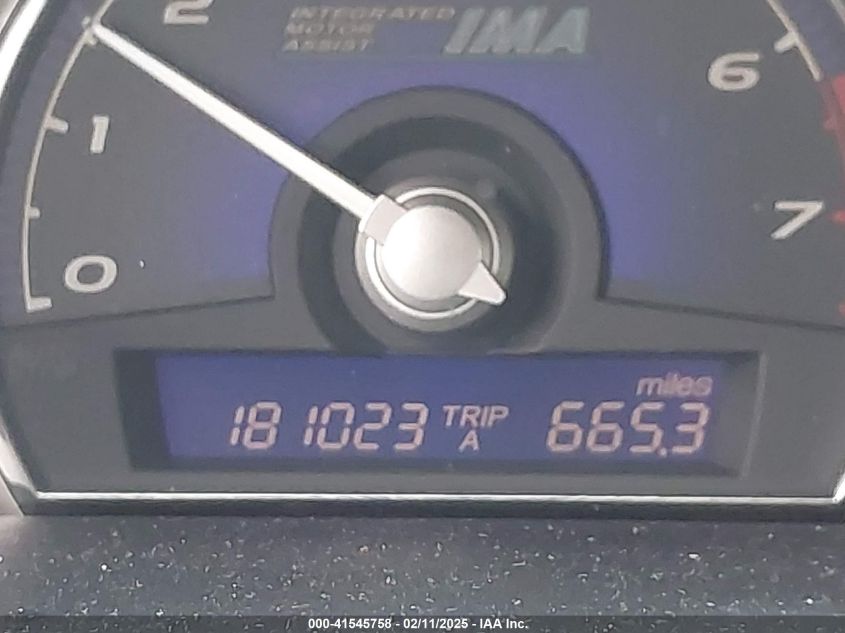 INTEGRATED
MOTOR
ASSIST
IMA
2
6
1
7
0
miles
181023 TRIP A 665.3
000-41545758 - 02/11/2025 - IAA Inc.